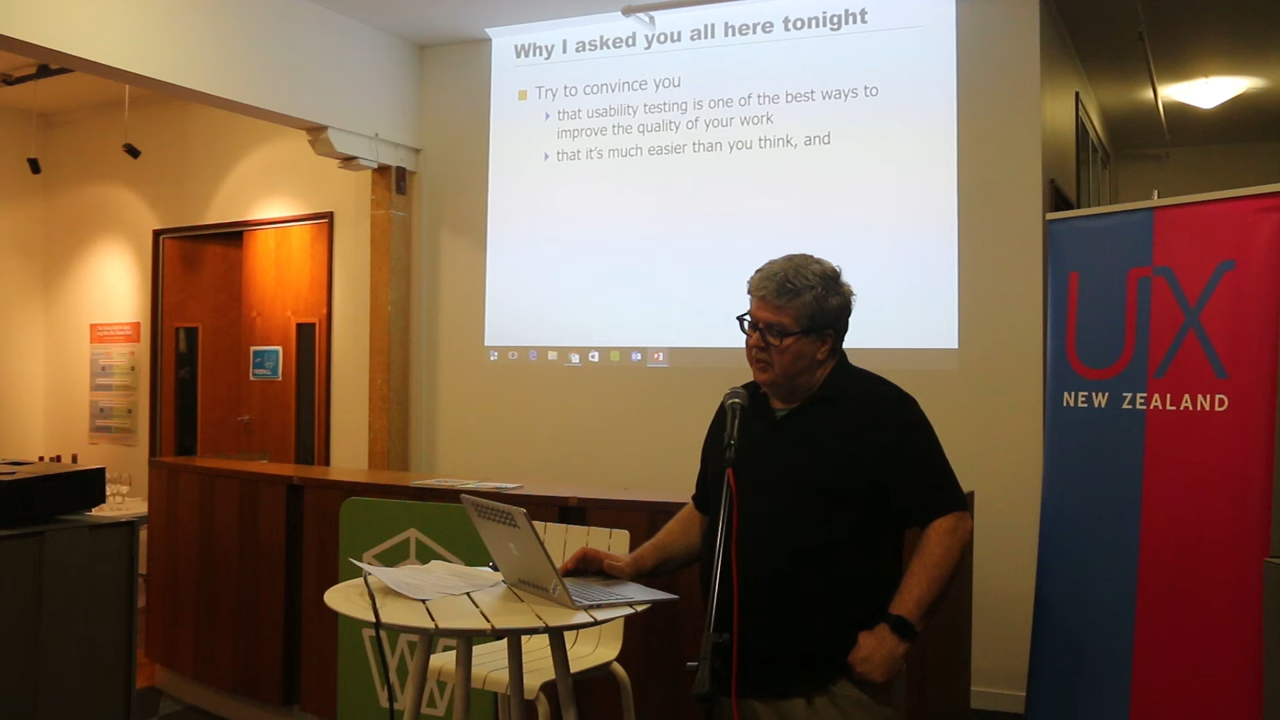 Why I asked you all here tonight
Try to convince you
that usability testing is one of the best ways to
improve the quality of your work
that it's much easier than you think, and
UX
NEW ZEALAND